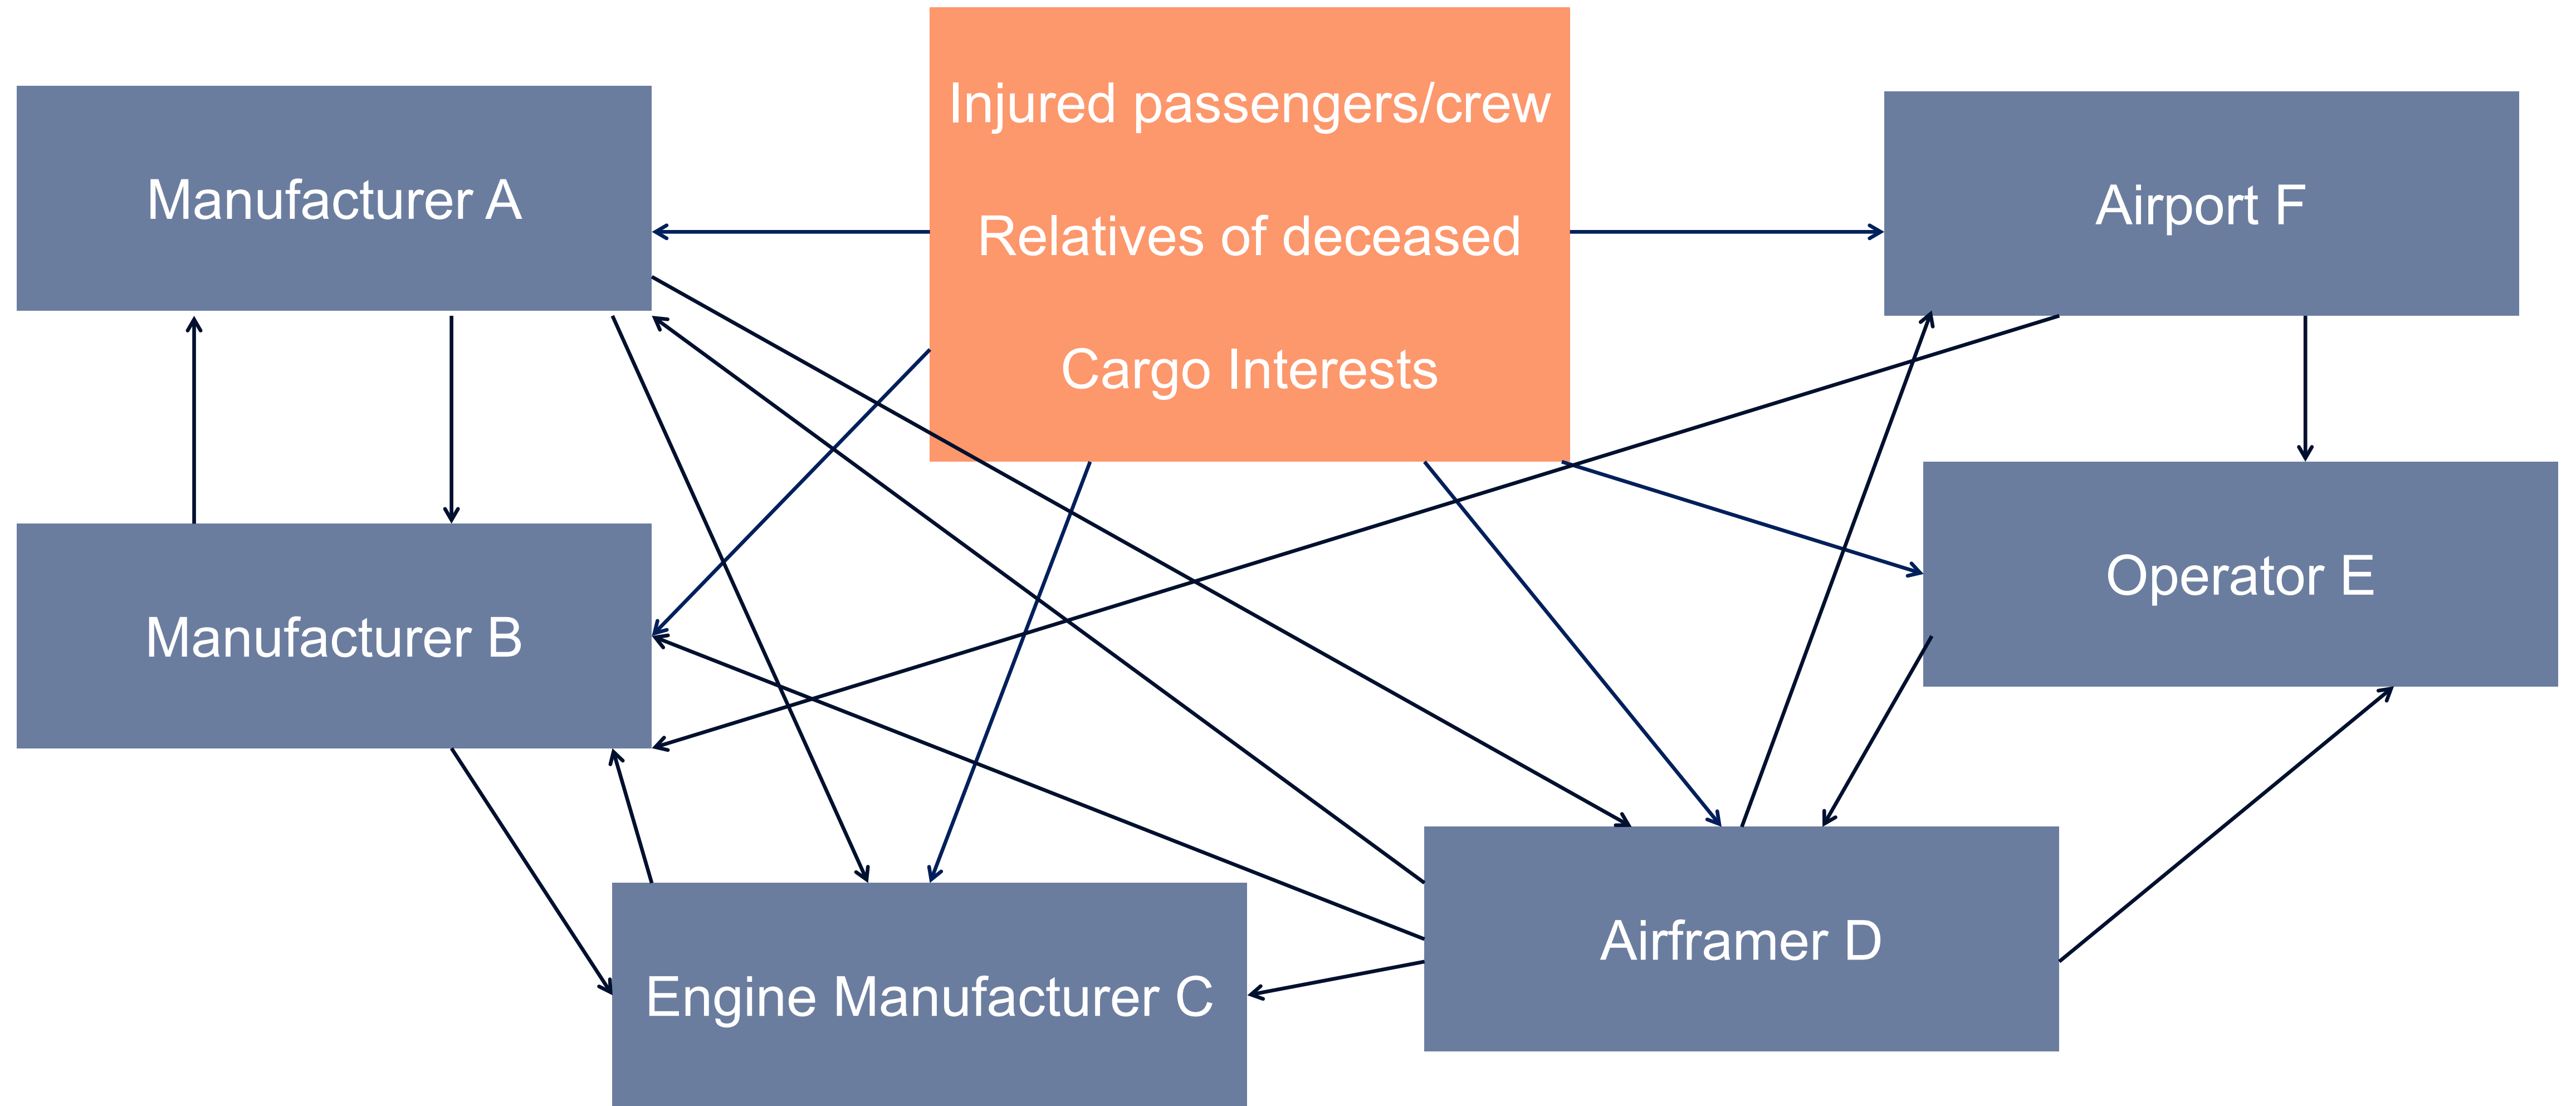 Injured passengers/crew
Relatives of deceased
Cargo Interests
Manufacturer A
Airport F
Manufacturer B
Operator E
Engine Manufacturer C
Airframer D